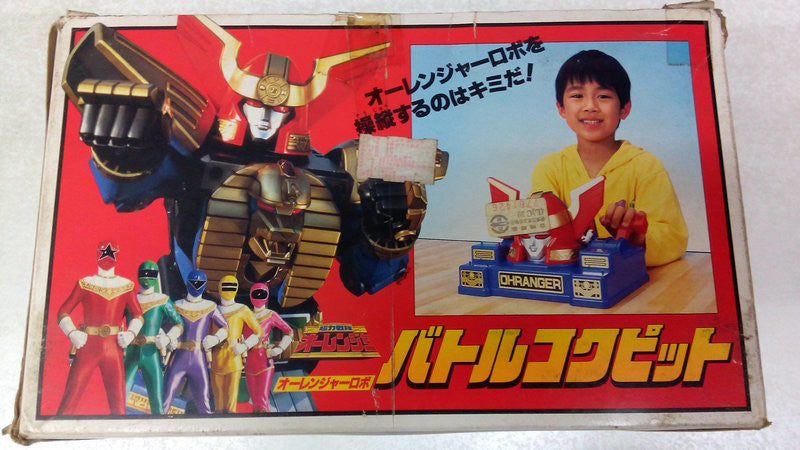 オーレンジャーロボを
操縦するのはキミだ!
OHRANGER
超力戦隊
オーレンジャー
オーレンジャーロボ
バトルコクピット